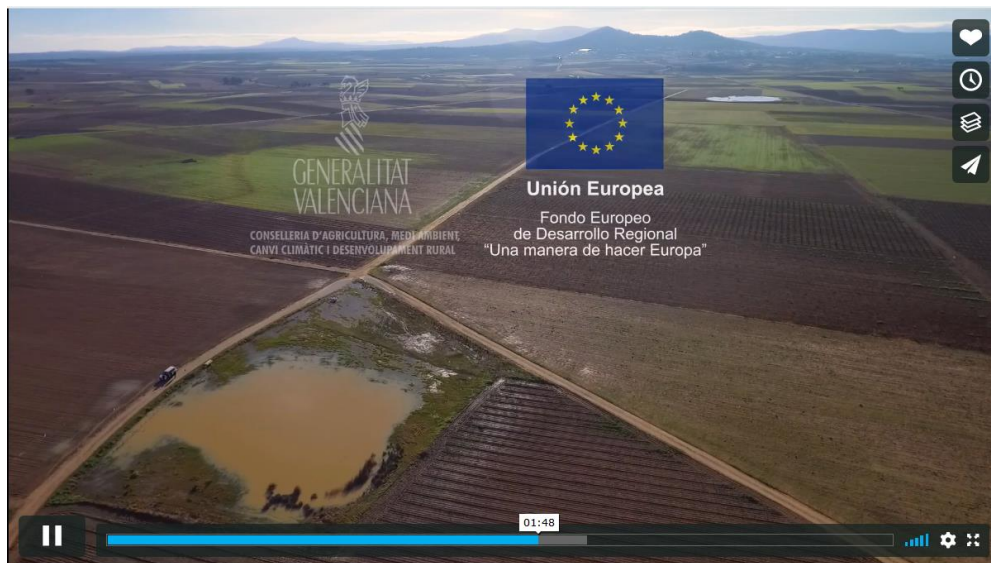 GENERALITAT
VALENCIANA
CONSELLERIA D'AGRICULTURA, MEDI AMBIENT,
CANVI CLIMÀTIC I DESENVOLUPAMENT RURAL
Unión Europea
Fondo Europeo
de Desarrollo Regional
“Una manera de hacer Europa”
01:48